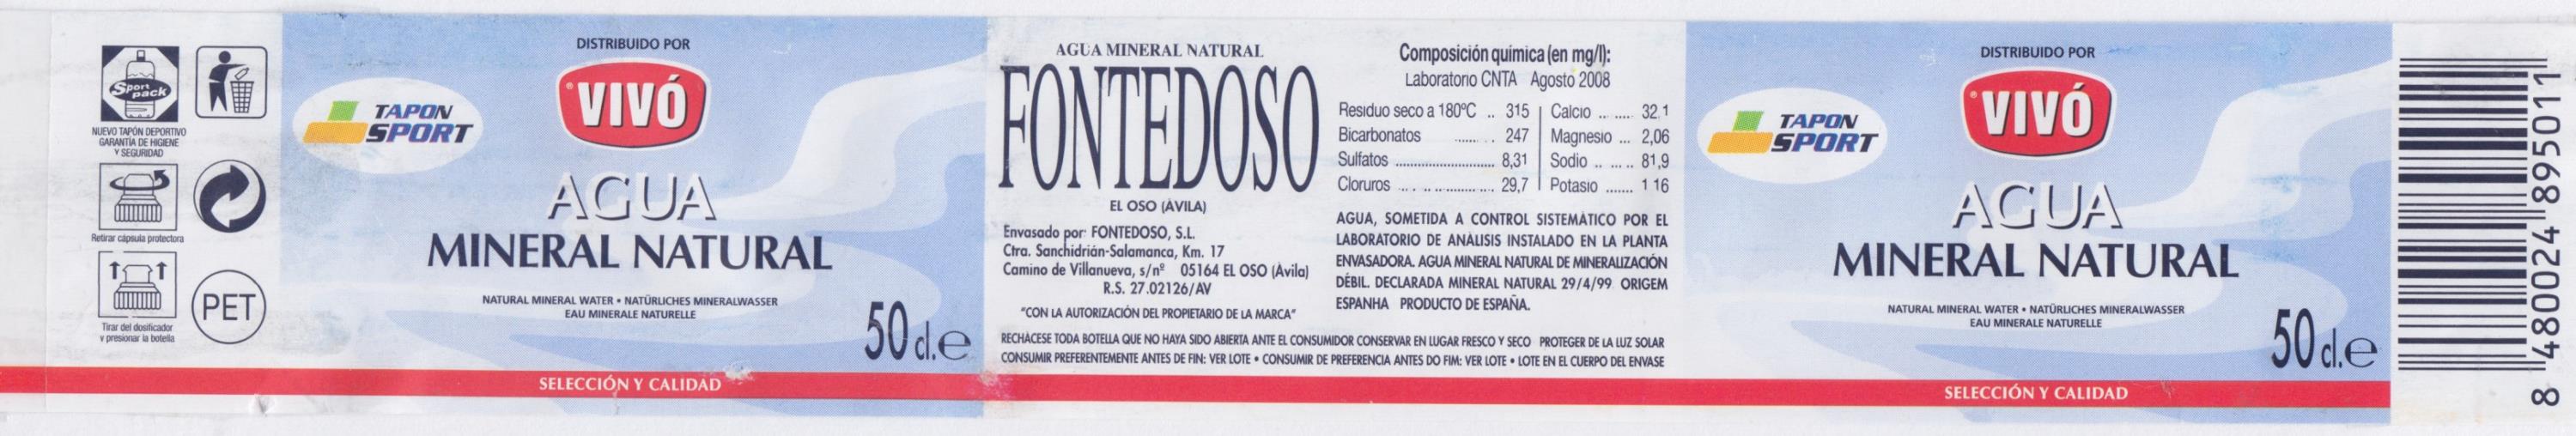 Sport pack
NUEVO TAPÓN DEPORTIVO
GARANTÍA DE HIGIENE
Y SEGURIDAD
Retirar cápsula protectora
Tirar del dosificador
y presionar la botella
PET
DISTRIBUIDO POR
VIVÓ
TAPON
SPORT
AGUA
MINERAL NATURAL
NATURAL MINERAL WATER • NATÜRLICHES MINERALWASSER
EAU MINERALE NATURELLE
50 cl. e
SELECCIÓN Y CALIDAD
AGUA MINERAL NATURAL
FONTEDOSO
EL OSO (ÁVILA)
Envasado por: FONTEDOSO, S.L.
Ctra. Sanchidrián-Salamanca, Km. 17
Camino de Villanueva, s/nº 05164 EL OSO (Ávila)
R.S. 27.02126/AV
"CON LA AUTORIZACIÓN DEL PROPIETARIO DE LA MARCA"
Composición química (en mg/l):
Laboratorio CNTA Agosto 2008
Residuo seco a 180ºC .. 315 | Calcio .. .... 32.1
Bicarbonatos ....... . 247 | Magnesio ... 2,06
Sulfatos ........................ 8,31 | Sodio .. .. .. 81,9
Cloruros ... . .. .. ............ ... 29,7 | Potasio ....... 1 16
AGUA, SOMETIDA A CONTROL SISTEMÁTICO POR EL
LABORATORIO DE ANÁLISIS INSTALADO EN LA PLANTA
ENVASADORA. AGUA MINERAL NATURAL DE MINERALIZACIÓN
DÉBIL. DECLARADA MINERAL NATURAL 29/4/99 ORIGEM
ESPANHA PRODUCTO DE ESPAÑA.
RECHÁCESE TODA BOTELLA QUE NO HAYA SIDO ABIERTA ANTE EL CONSUMIDOR CONSERVAR EN LUGAR FRESCO Y SECO PROTEGER DE LA LUZ SOLAR
CONSUMIR PREFERENTEMENTE ANTES DE FIN: VER LOTE • CONSUMIR DE PREFERENCIA ANTES DO FIM: VER LOTE • LOTE EN EL CUERPO DEL ENVASE
DISTRIBUIDO POR
VIVÓ
TAPON
SPORT
AGUA
MINERAL NATURAL
NATURAL MINERAL WATER • NATÜRLICHES MINERALWASSER
EAU MINERALE NATURELLE
50 cl. e
SELECCIÓN Y CALIDAD
8 480024 895011